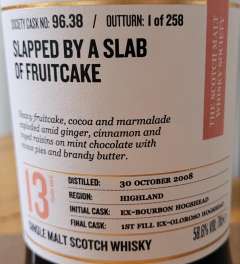 SOCIETY CASK NO: 96.38 / OUTTURN: 1 of 258
SLAPPED BY A SLAB
OF FRUITCAKE
THE SCOTCH MALT
WHISKY SOCIETY
fruitcake, cocoa and marmalade
exploded amid ginger, cinnamon and
raisins on mint chocolate with
pies and brandy butter.
13
DISTILLED: 30 OCTOBER 2008
REGION: HIGHLAND
INITIAL CASK: EX-BOURBON HOGSHEAD
FINAL CASK: 1ST FILL EX-OLOROSO HOGSHEAD
SINGLE MALT SCOTCH WHISKY
58.6% VOL